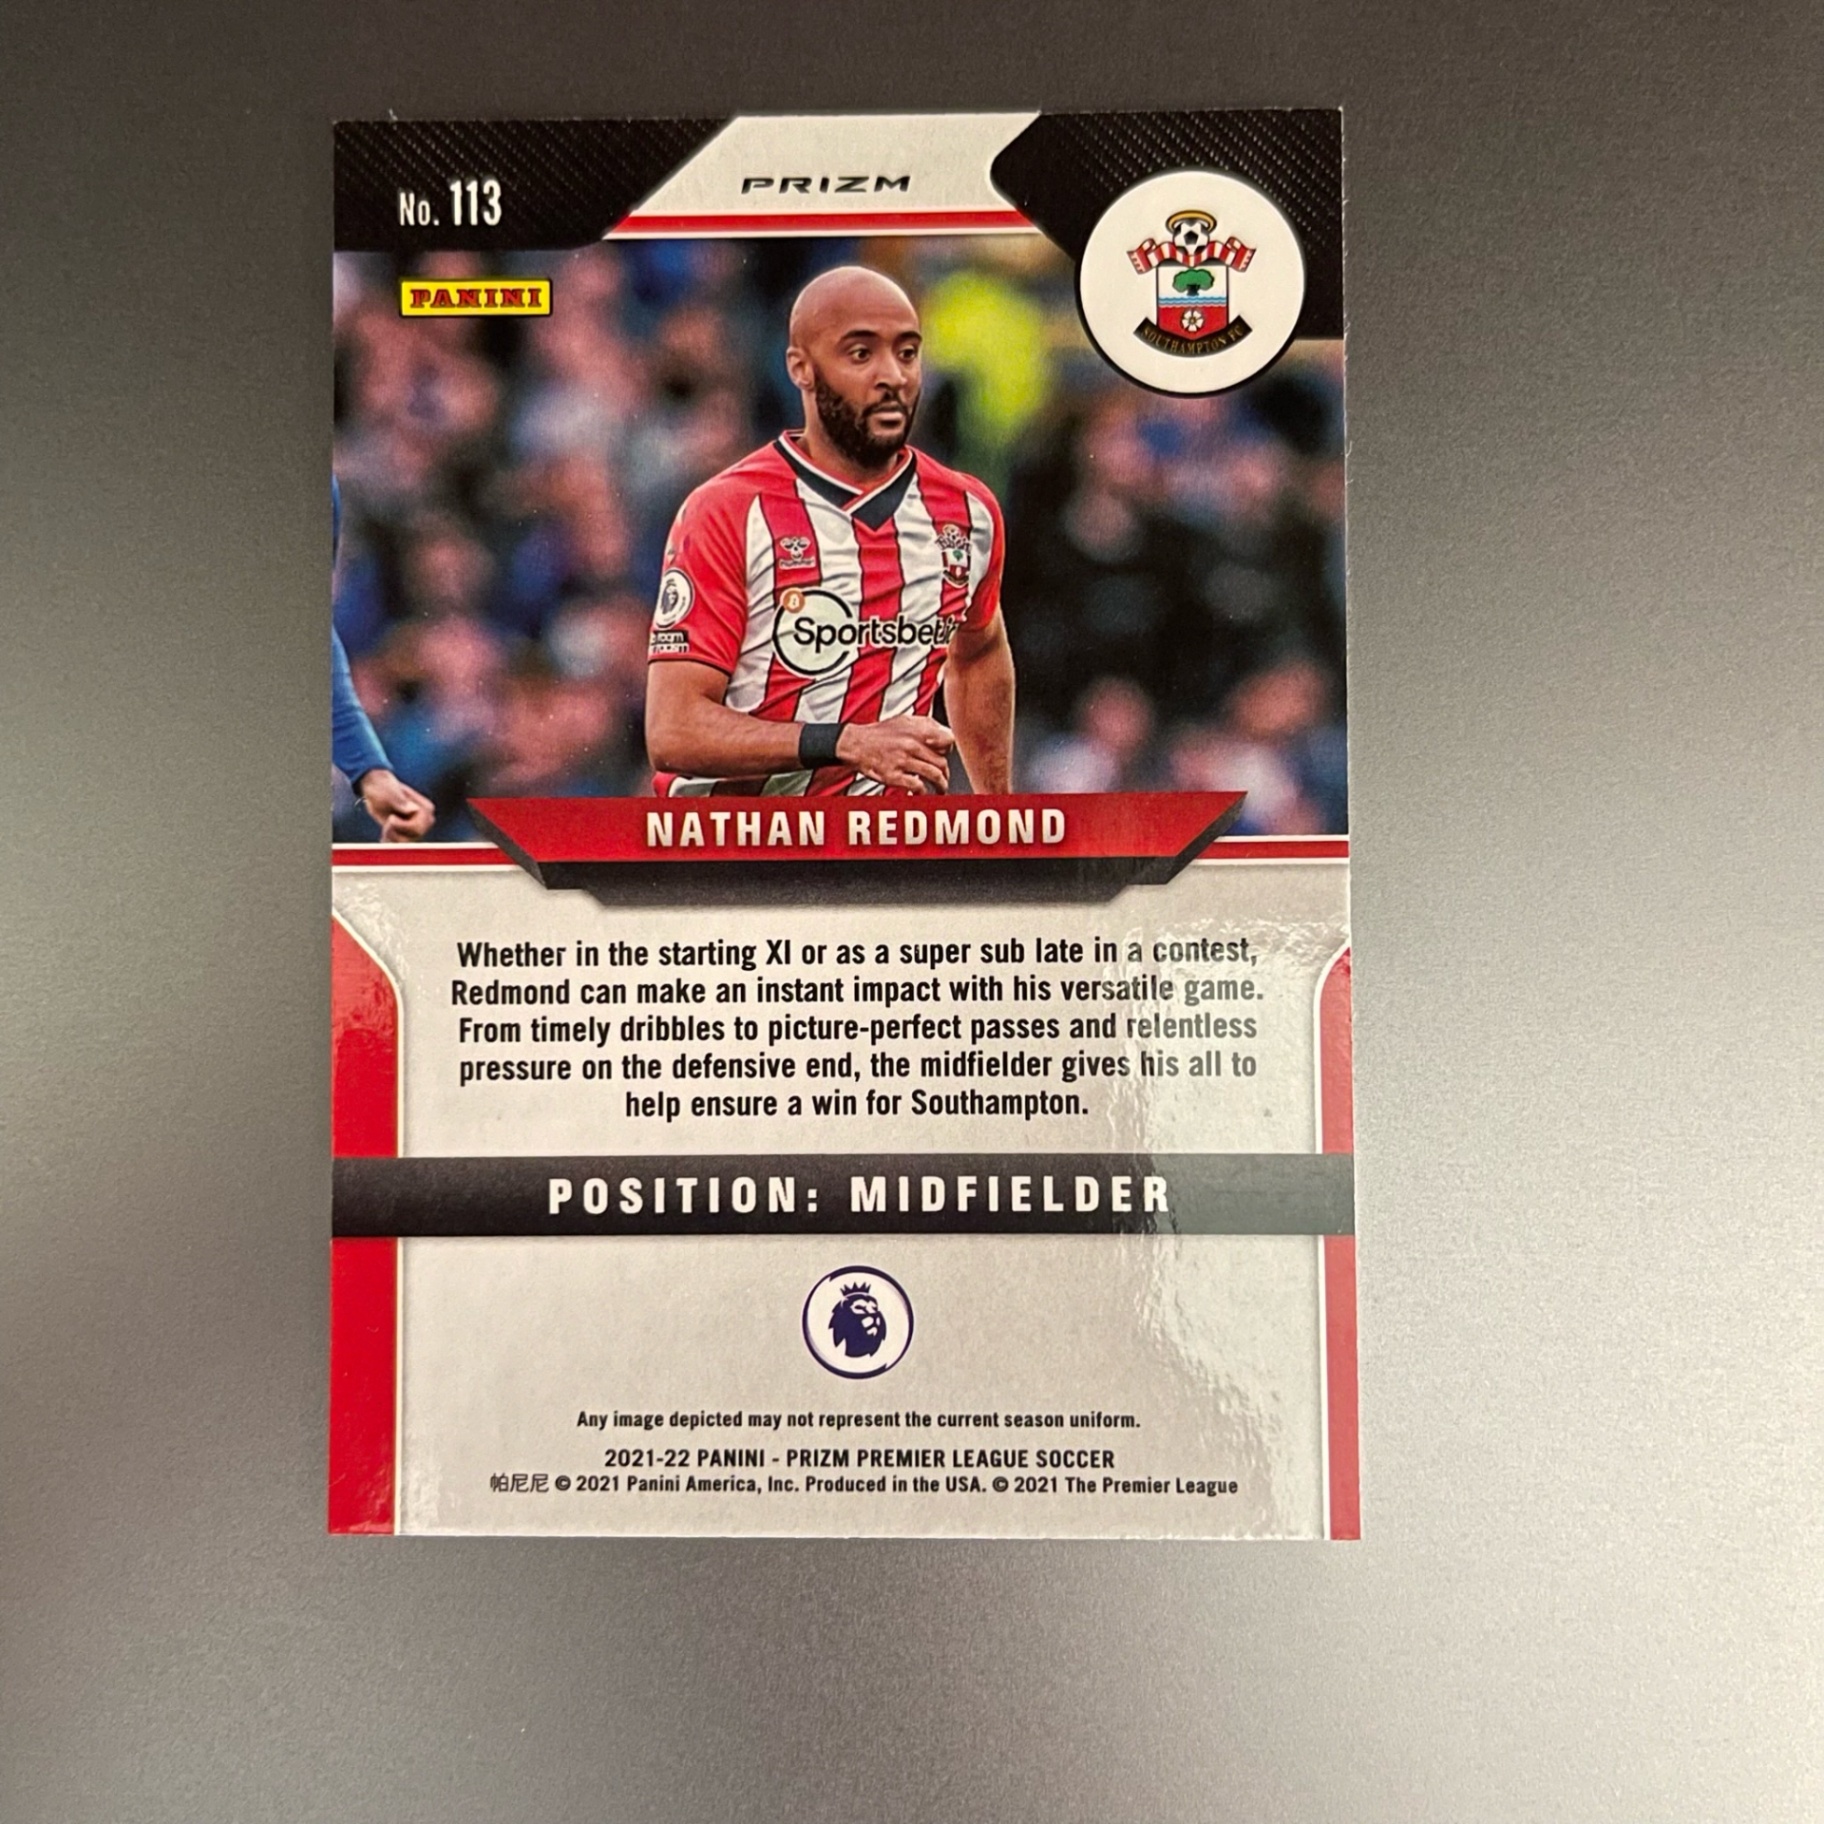 No. 113
PRIZM
PANINI
SOUTHAMPTON FC
hummel
Sportsbet
NATHAN REDMOND
Whether in the starting XI or as a super sub late in a contest,
Redmond can make an instant impact with his versatile game.
From timely dribbles to picture-perfect passes and relentless
pressure on the defensive end, the midfielder gives his all to
help ensure a win for Southampton.
POSITION: MIDFIELDER
Any image depicted may not represent the current season uniform.
2021-22 PANINI - PRIZM PREMIER LEAGUE SOCCER
帕尼尼 © 2021 Panini America, Inc. Produced in the USA. © 2021 The Premier League